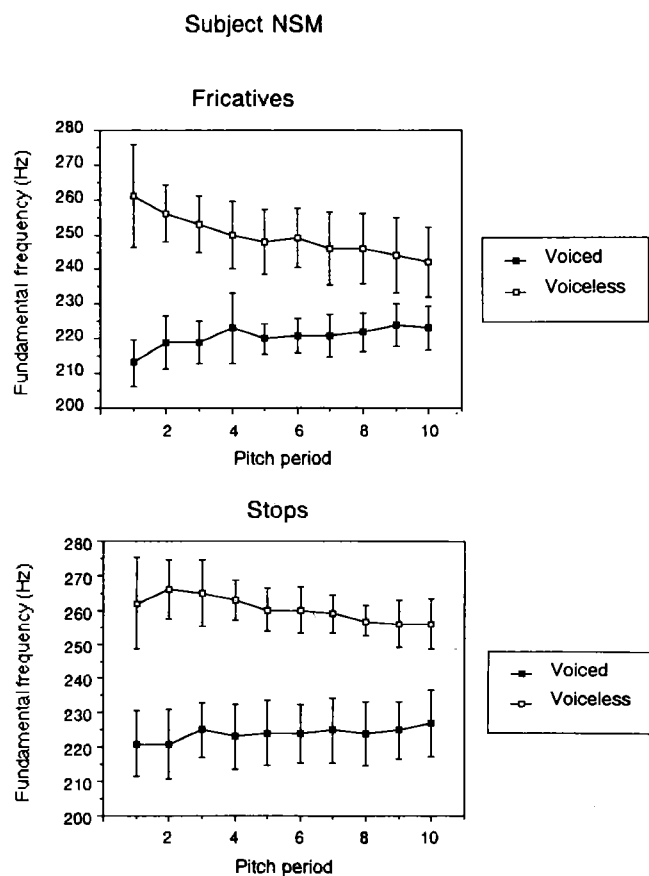 Subject NSM
Fricatives
Fundamental frequency (Hz)
280
270
260
250
240
230
220
210
200
2 4 6 8 10
Pitch period
Voiced
Voiceless
Stops
Fundamental frequency (Hz)
280
270
260
250
240
230
220
210
200
2 4 6 8 10
Pitch period
Voiced
Voiceless